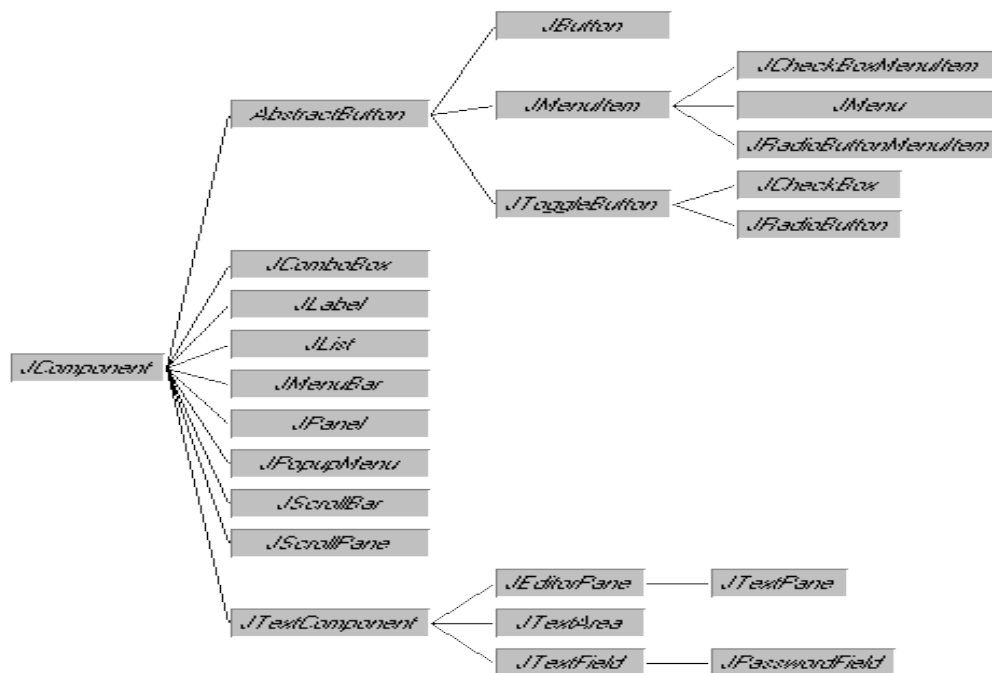 JButton
JCheckBoxMenuItem
AbstractButton
JMenuItem
JMenu
JRadioButtonMenuItem
JCheckBox
JToggleButton
JRadioButton
JComboBox
JLabel
JList
JComponent
JMenuBar
JPanel
JPopupMenu
JScrollBar
JScrollPane
JEditorPane
JTextPane
JTextComponent
JTextArea
JTextField
JPasswordField